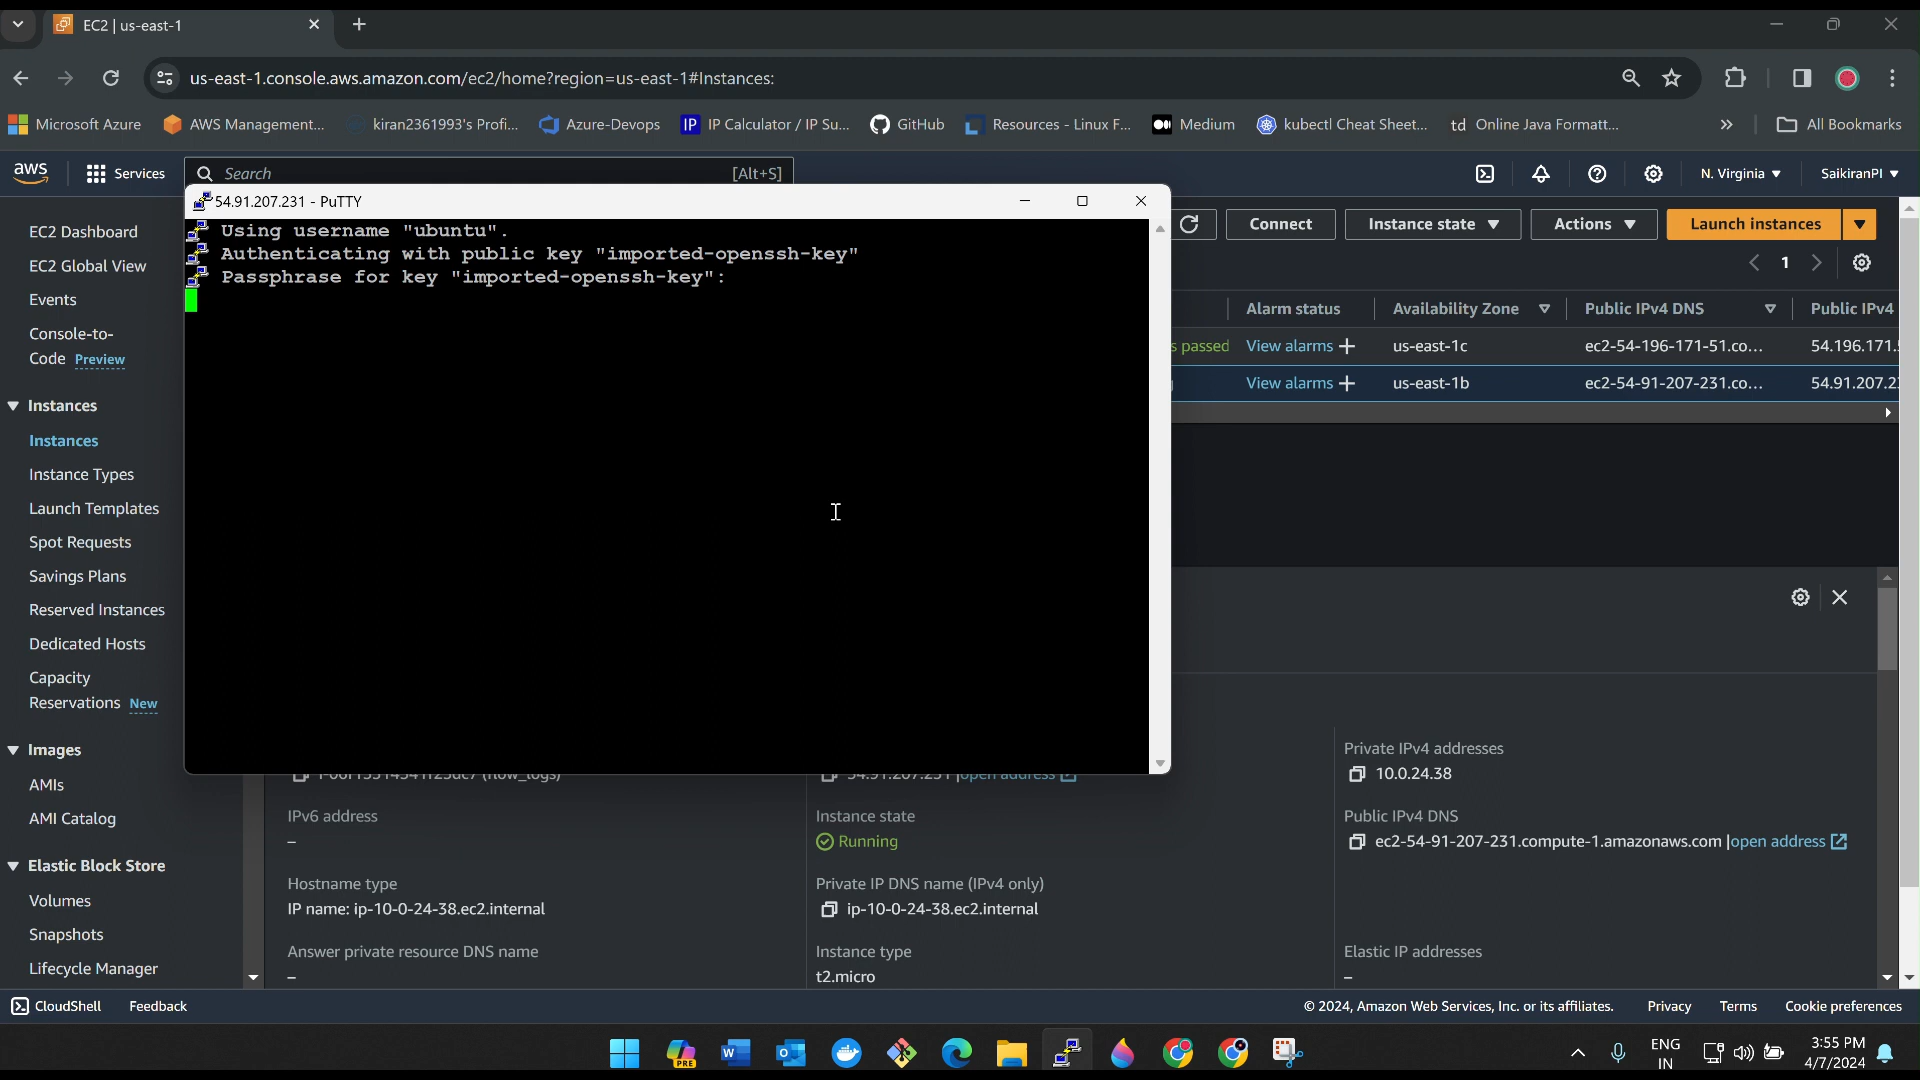 EC2 | us-east-1
us-east-1.console.aws.amazon.com/ec2/home?region=us-east-1#Instances:
Microsoft Azure
AWS Management...
kiran2361993's Profi...
Azure-Devops
IP Calculator / IP Su...
GitHub
Resources - Linux F...
Medium
kubectl Cheat Sheet...
td Online Java Formatt...
All Bookmarks
aws
Services
Search
[Alt+S]
N. Virginia
SaikiranPI
54.91.207.231 - PuTTY
Using username "ubuntu".
Authenticating with public key "imported-openssh-key"
Passphrase for key "imported-openssh-key":
EC2 Dashboard
EC2 Global View
Events
Console-to-
Code Preview
Instances
Instances
Instance Types
Launch Templates
Spot Requests
Savings Plans
Reserved Instances
Dedicated Hosts
Capacity
Reservations New
Images
AMIs
AMI Catalog
Elastic Block Store
Volumes
Snapshots
Lifecycle Manager
Connect
Instance state
Actions
Launch instances
1
Alarm status
Availability Zone
Public IPv4 DNS
Public IPv4
passed
View alarms +
us-east-1c
ec2-54-196-171-51.co...
54.196.171.
View alarms +
us-east-1b
ec2-54-91-207-231.co...
54.91.207.2
Private IPv4 addresses
10.0.24.38
IPv6 address
–
Instance state
Running
Public IPv4 DNS
ec2-54-91-207-231.compute-1.amazonaws.com |open address
Hostname type
IP name: ip-10-0-24-38.ec2.internal
Private IP DNS name (IPv4 only)
ip-10-0-24-38.ec2.internal
Answer private resource DNS name
–
Instance type
t2.micro
Elastic IP addresses
–
CloudShell
Feedback
© 2024, Amazon Web Services, Inc. or its affiliates.
Privacy
Terms
Cookie preferences
ENG
IN
3:55 PM
4/7/2024